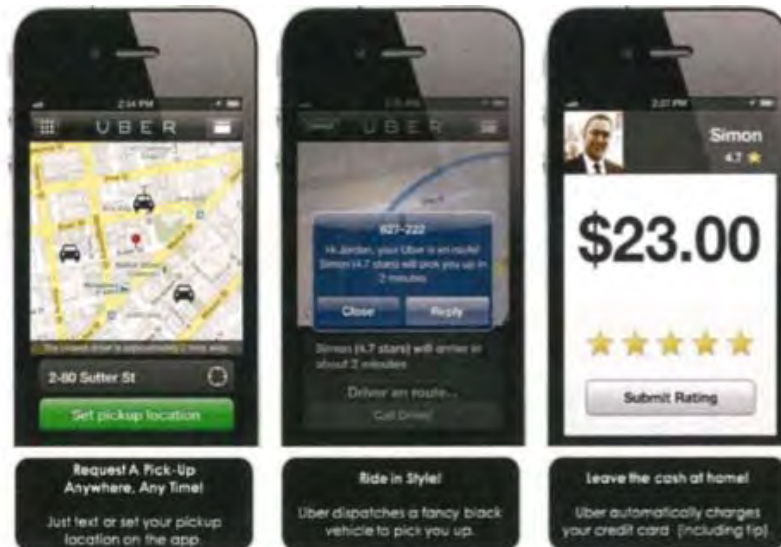 2:14 PM
UBER
2-80 Sutter St
Set pickup location
Request A Pick-Up
Anywhere, Any Time!
Just text or set your pickup
location on the app.
UBER
827-222
Hi Jordan, your Uber is en route!
Simon (4.7 stars) will pick you up in
2 minutes
Close
Reply
Simon (4.7 stars) will arrive in
about 2 minutes
Driver en route...
Call Driver
Ride in Style!
Uber dispatches a fancy black
vehicle to pick you up.
2:27 PM
Simon
4.7
$23.00
Submit Rating
Leave the cash at home!
Uber automatically charges
your credit card (including tip)